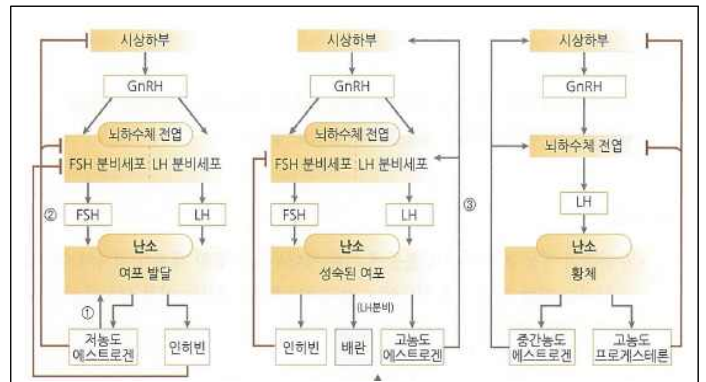 시상하부
GnRH
뇌하수체 전엽
FSH 분비세포 LH 분비세포
② FSH LH
난소
여포 발달
①
저농도
에스트로겐
인히빈
시상하부
GnRH
뇌하수체 전엽
FSH 분비세포 LH 분비세포
FSH LH ③
난소
성숙된 여포
(LH분비)
인히빈 배란
고농도
에스트로겐
시상하부
GnRH
뇌하수체 전엽
LH
난소
황체
중간농도
에스트로겐
고농도
프로게스테론